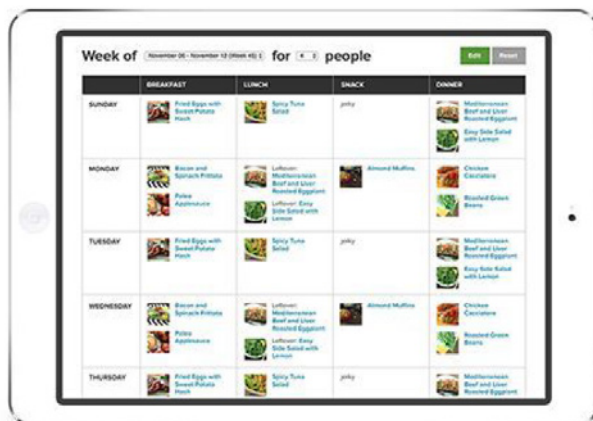 Week of November 06 - November 12 (Week 45) for 4 people Edit Reset
BREAKFAST LUNCH SNACK DINNER
SUNDAY
Fried Eggs with
Sweet Potato
Hash
Spicy Tuna
Salad
jerky
Mediterranean
Beef and Liver
Roasted Eggplant
Easy Side Salad
with Lemon
MONDAY
Bacon and
Spinach Frittata
Paleo
Applesauce
Leftover:
Mediterranean
Beef and Liver
Roasted Eggplant
Leftover: Easy
Side Salad with
Lemon
Almond Muffins
Chicken
Cacciatore
Roasted Green
Beans
TUESDAY
Fried Eggs with
Sweet Potato
Hash
Spicy Tuna
Salad
jerky
Mediterranean
Beef and Liver
Roasted Eggplant
Easy Side Salad
with Lemon
WEDNESDAY
Bacon and
Spinach Frittata
Paleo
Applesauce
Leftover:
Mediterranean
Beef and Liver
Roasted Eggplant
Leftover: Easy
Side Salad with
Lemon
Almond Muffins
Chicken
Cacciatore
Roasted Green
Beans
THURSDAY
Fried Eggs with
Sweet Potato
Hash
Spicy Tuna
Salad
jerky
Mediterranean
Beef and Liver
Roasted Eggplant